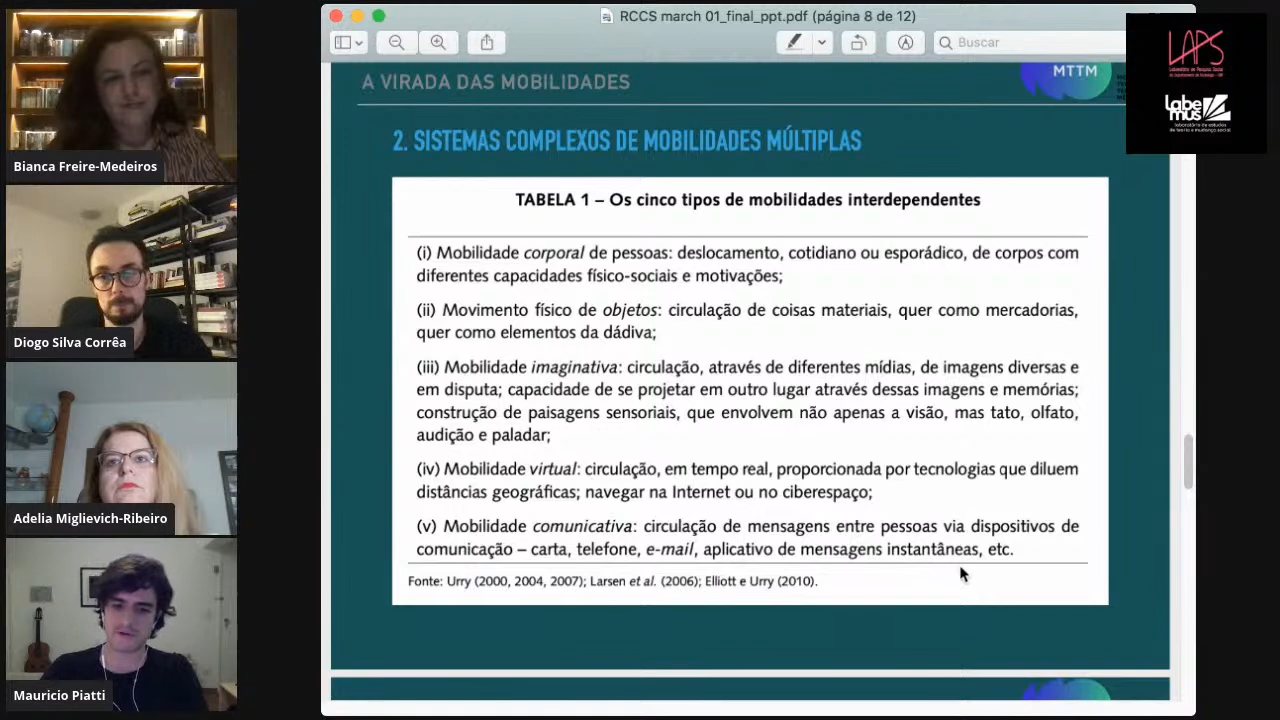 RCCS march 01_final_ppt.pdf (página 8 de 12)
Buscar
LAPS
labemus
MTTM
A VIRADA DAS MOBILIDADES
2. SISTEMAS COMPLEXOS DE MOBILIDADES MÚLTIPLAS
TABELA 1 – Os cinco tipos de mobilidades interdependentes
(i) Mobilidade corporal de pessoas: deslocamento, cotidiano ou esporádico, de corpos com
diferentes capacidades físico-sociais e motivações;
(ii) Movimento físico de objetos: circulação de coisas materiais, quer como mercadorias,
quer como elementos da dádiva;
(iii) Mobilidade imaginativa: circulação, através de diferentes mídias, de imagens diversas e
em disputa; capacidade de se projetar em outro lugar através dessas imagens e memórias;
construção de paisagens sensoriais, que envolvem não apenas a visão, mas tato, olfato,
audição e paladar;
(iv) Mobilidade virtual: circulação, em tempo real, proporcionada por tecnologias que diluem
distâncias geográficas; navegar na Internet ou no ciberespaço;
(v) Mobilidade comunicativa: circulação de mensagens entre pessoas via dispositivos de
comunicação – carta, telefone, e-mail, aplicativo de mensagens instantâneas, etc.
Fonte: Urry (2000, 2004, 2007); Larsen et al. (2006); Elliott e Urry (2010).
Bianca Freire-Medeiros
Diogo Silva Corrêa
Adelia Miglievich-Ribeiro
Mauricio Piatti